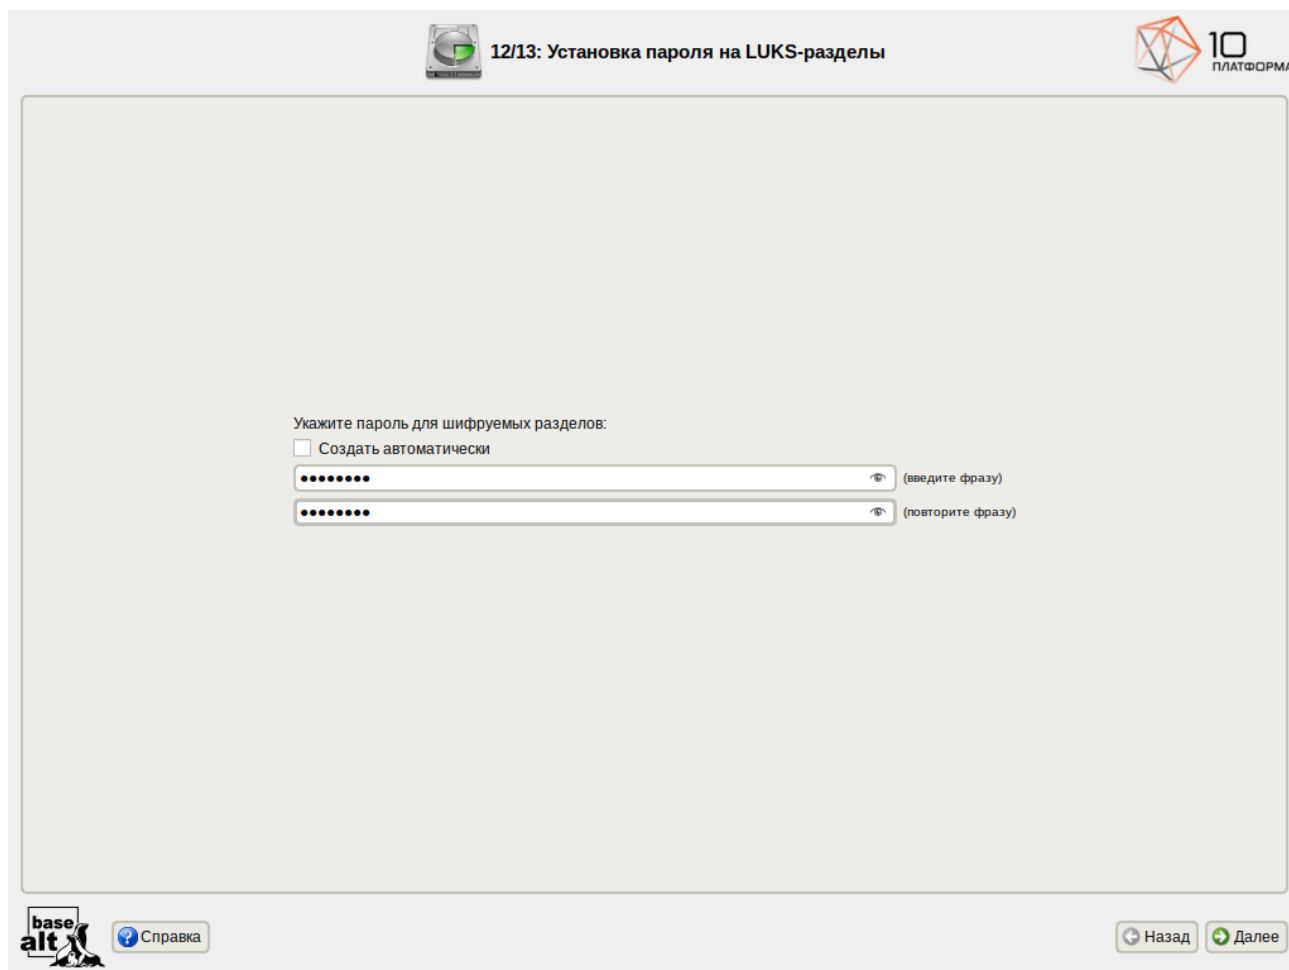 12/13: Установка пароля на LUKS-разделы
10
ПЛАТФОРМА
Укажите пароль для шифруемых разделов:
Создать автоматически
(введите фразу)
(повторите фразу)
base
alt
Справка
Назад
Далее